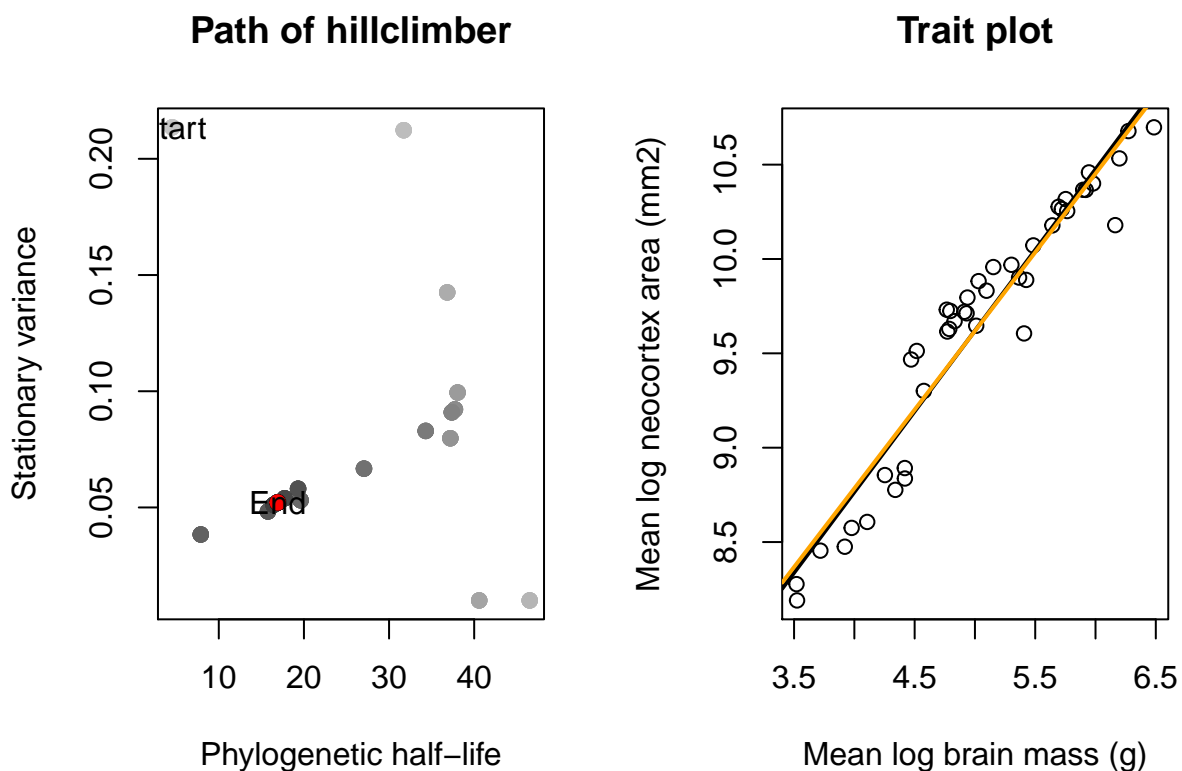 Path of hillclimber
Stationary variance
0.20
0.15
0.10
0.05
tart
End
10 20 30 40
Phylogenetic half−life
Trait plot
Mean log neocortex area (mm2)
10.5
10.0
9.5
9.0
8.5
3.5 4.5 5.5 6.5
Mean log brain mass (g)